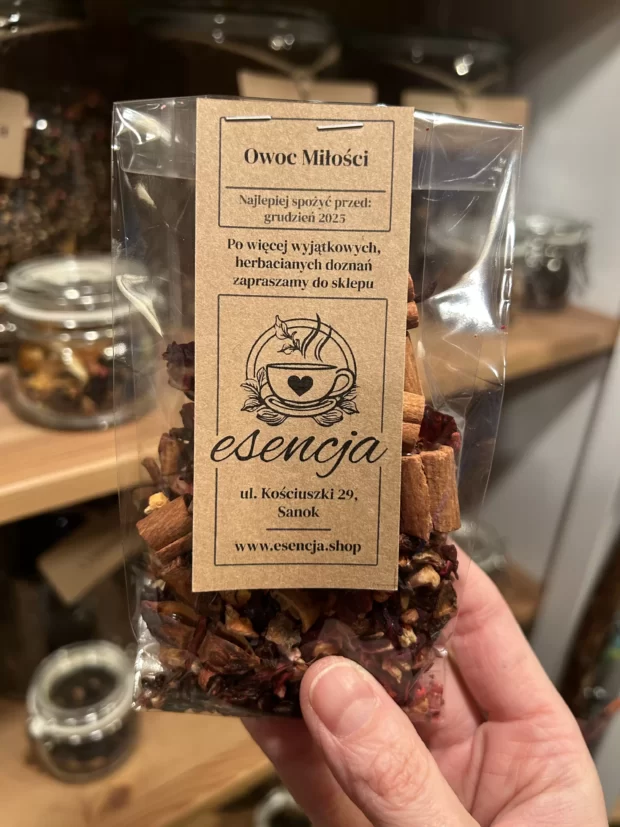 Owoc Miłości
Najlepiej spożyć przed:
grudzień 2025
Po więcej wyjątkowych,
herbacianych doznań
zapraszamy do sklepu
esencja
ul. Kościuszki 29,
Sanok
www.esencja.shop